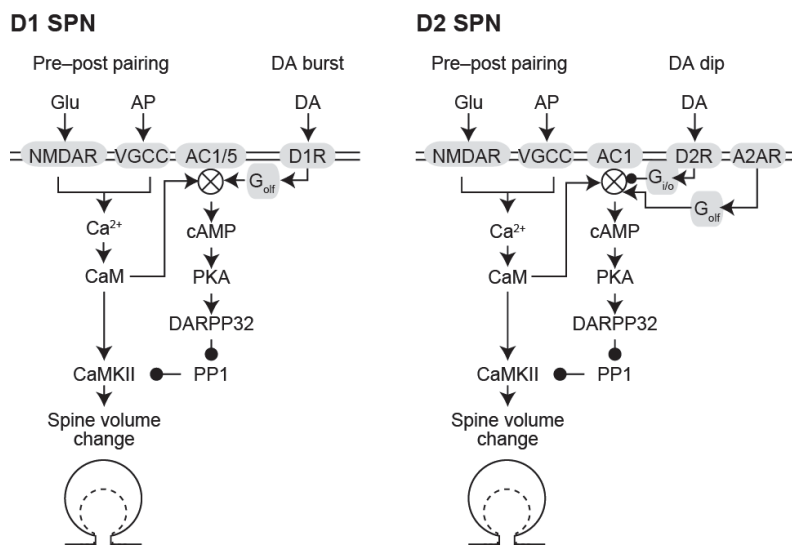 D1 SPN
Pre–post pairing
DA burst
Glu
AP
DA
NMDAR
VGCC
AC1/5
D1R
Golf
Ca2+
cAMP
CaM
PKA
DARPP32
CaMKII
PP1
Spine volume
change
D2 SPN
Pre–post pairing
DA dip
Glu
AP
DA
NMDAR
VGCC
AC1
D2R
A2AR
Gi/o
Golf
Ca2+
cAMP
CaM
PKA
DARPP32
CaMKII
PP1
Spine volume
change